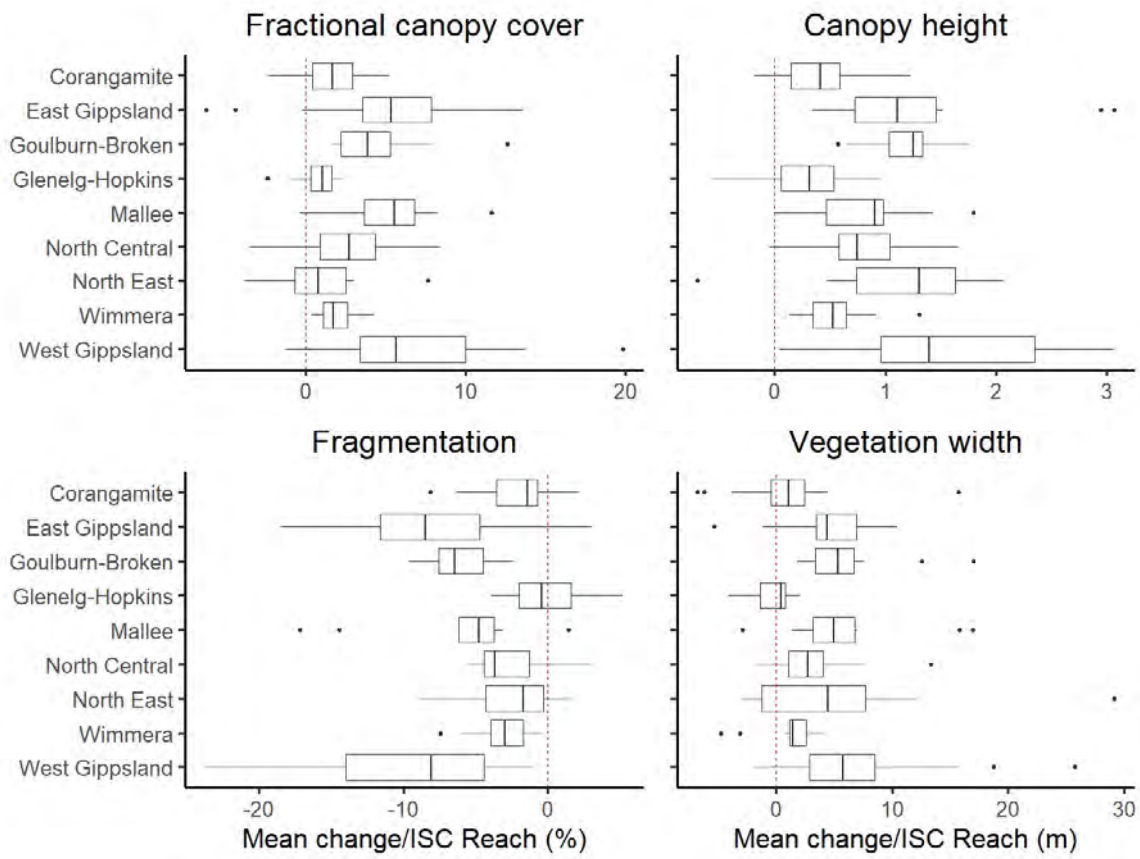 Fractional canopy cover
Canopy height
Corangamite
East Gippsland
Goulburn-Broken
Glenelg-Hopkins
Mallee
North Central
North East
Wimmera
West Gippsland
0 10 20
0 1 2 3
Fragmentation
Vegetation width
Corangamite
East Gippsland
Goulburn-Broken
Glenelg-Hopkins
Mallee
North Central
North East
Wimmera
West Gippsland
-20 -10 0
0 10 20 30
Mean change/ISC Reach (%)
Mean change/ISC Reach (m)